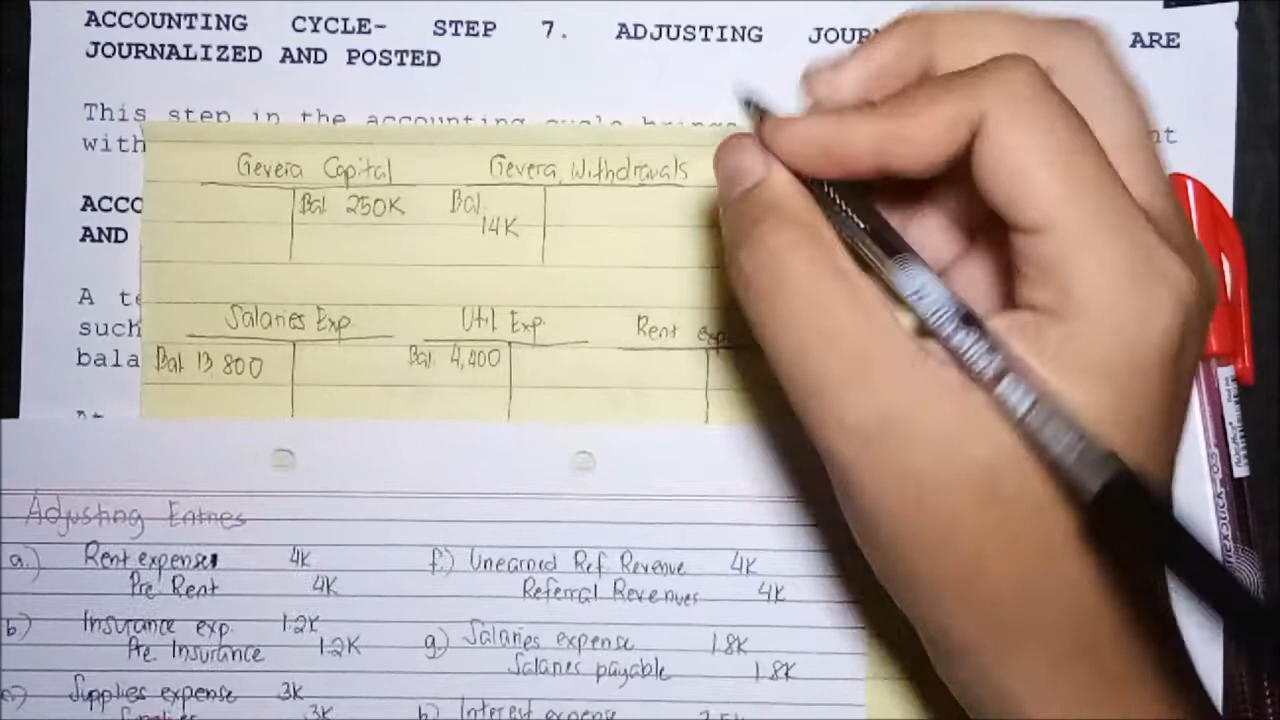 ACCOUNTING CYCLE- STEP 7. ADJUSTING ARE
JOURNALIZED AND POSTED
This step in the accounting
with
Gevera Capital Gevera, Withdrawals
Bal 250K Bal.
14K
ACCO
AND
A te
such
bala
Salaries Exp Util Exp. Rent exp
Bal 13,800 Bal. 4,400
Adjusting Entries
a.) Rent expense 4K
Pre Rent 4K
b) Insurance exp. 1.2K
Pre Insurance 1.2K
c) Supplies expense 3K
3K
f.) Unearned Ref. Revenue 4K
Referral Revenues 4K
g) Salaries expense 1.8K
Salaries payable 1.8K
h) Interest expense